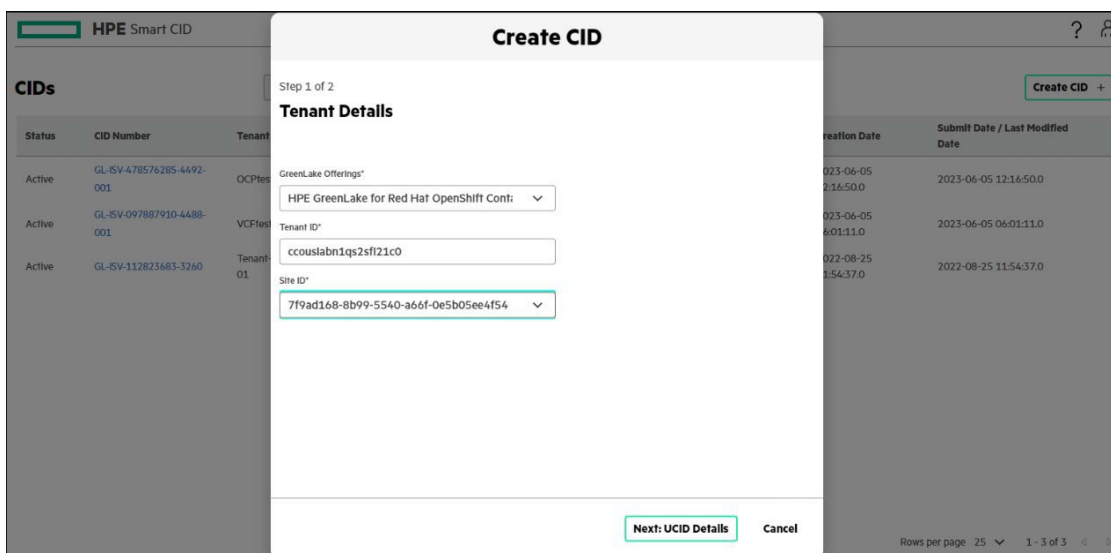 HPE Smart CID
?
CIDs
Create CID +
Status CID Number Tenant reation Date Submit Date / Last Modified
Date
Active GL-ISV-478576285-4492-
001 OCPtes 023-06-05
2:16:50.0 2023-06-05 12:16:50.0
Active GL-ISV-097887910-4488-
001 VCFtest 023-06-05
6:01:11.0 2023-06-05 06:01:11.0
Active GL-ISV-112823683-3260 Tenant-
01 022-08-25
1:54:37.0 2022-08-25 11:54:37.0
Create CID
Step 1 of 2
Tenant Details
GreenLake Offerings*
HPE GreenLake for Red Hat OpenShift Conta
Tenant ID*
Site ID*
7f9ad168-8b99-5540-a66f-0e5b05ee4f54
Next: UCID Details Cancel
Rows per page 25 1 - 3 of 3